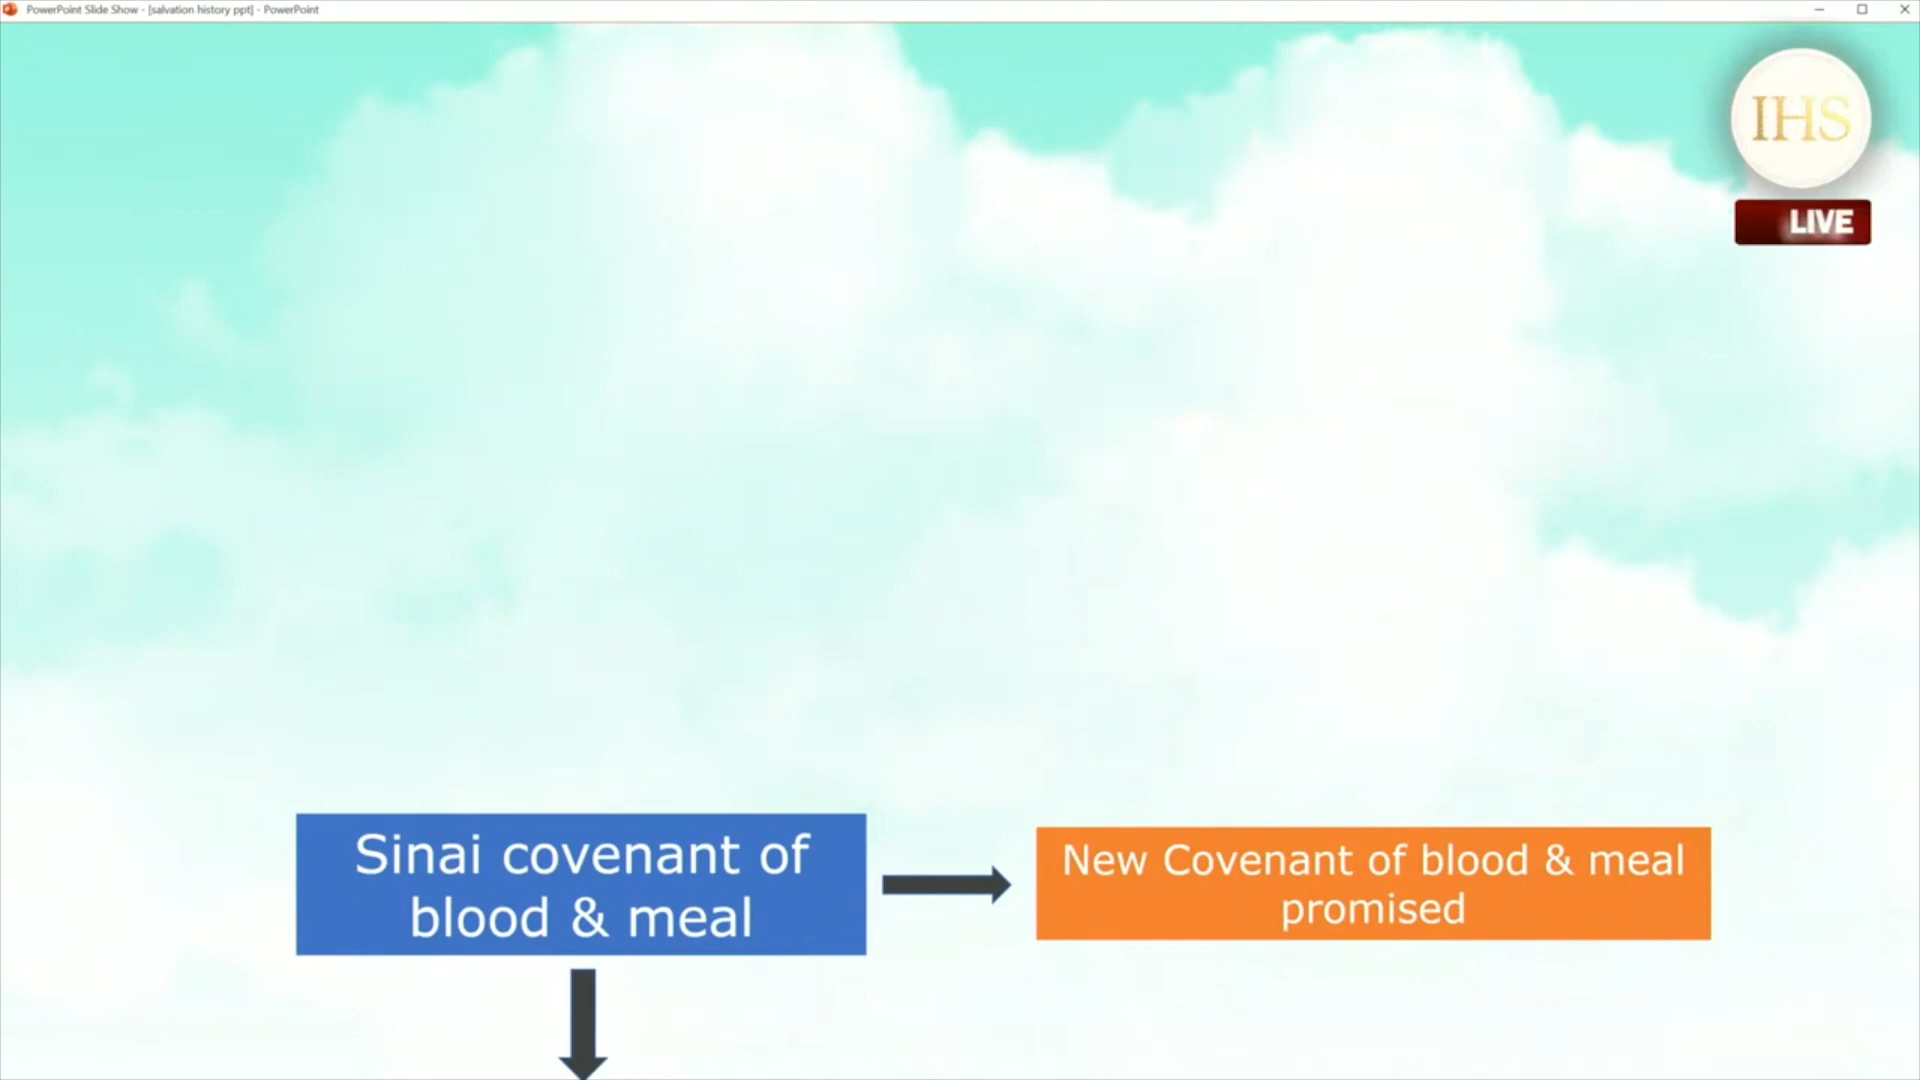 PowerPoint Slide Show - [salvation history ppt] - PowerPoint
IHS
LIVE
Sinai covenant of
blood & meal
New Covenant of blood & meal
promised